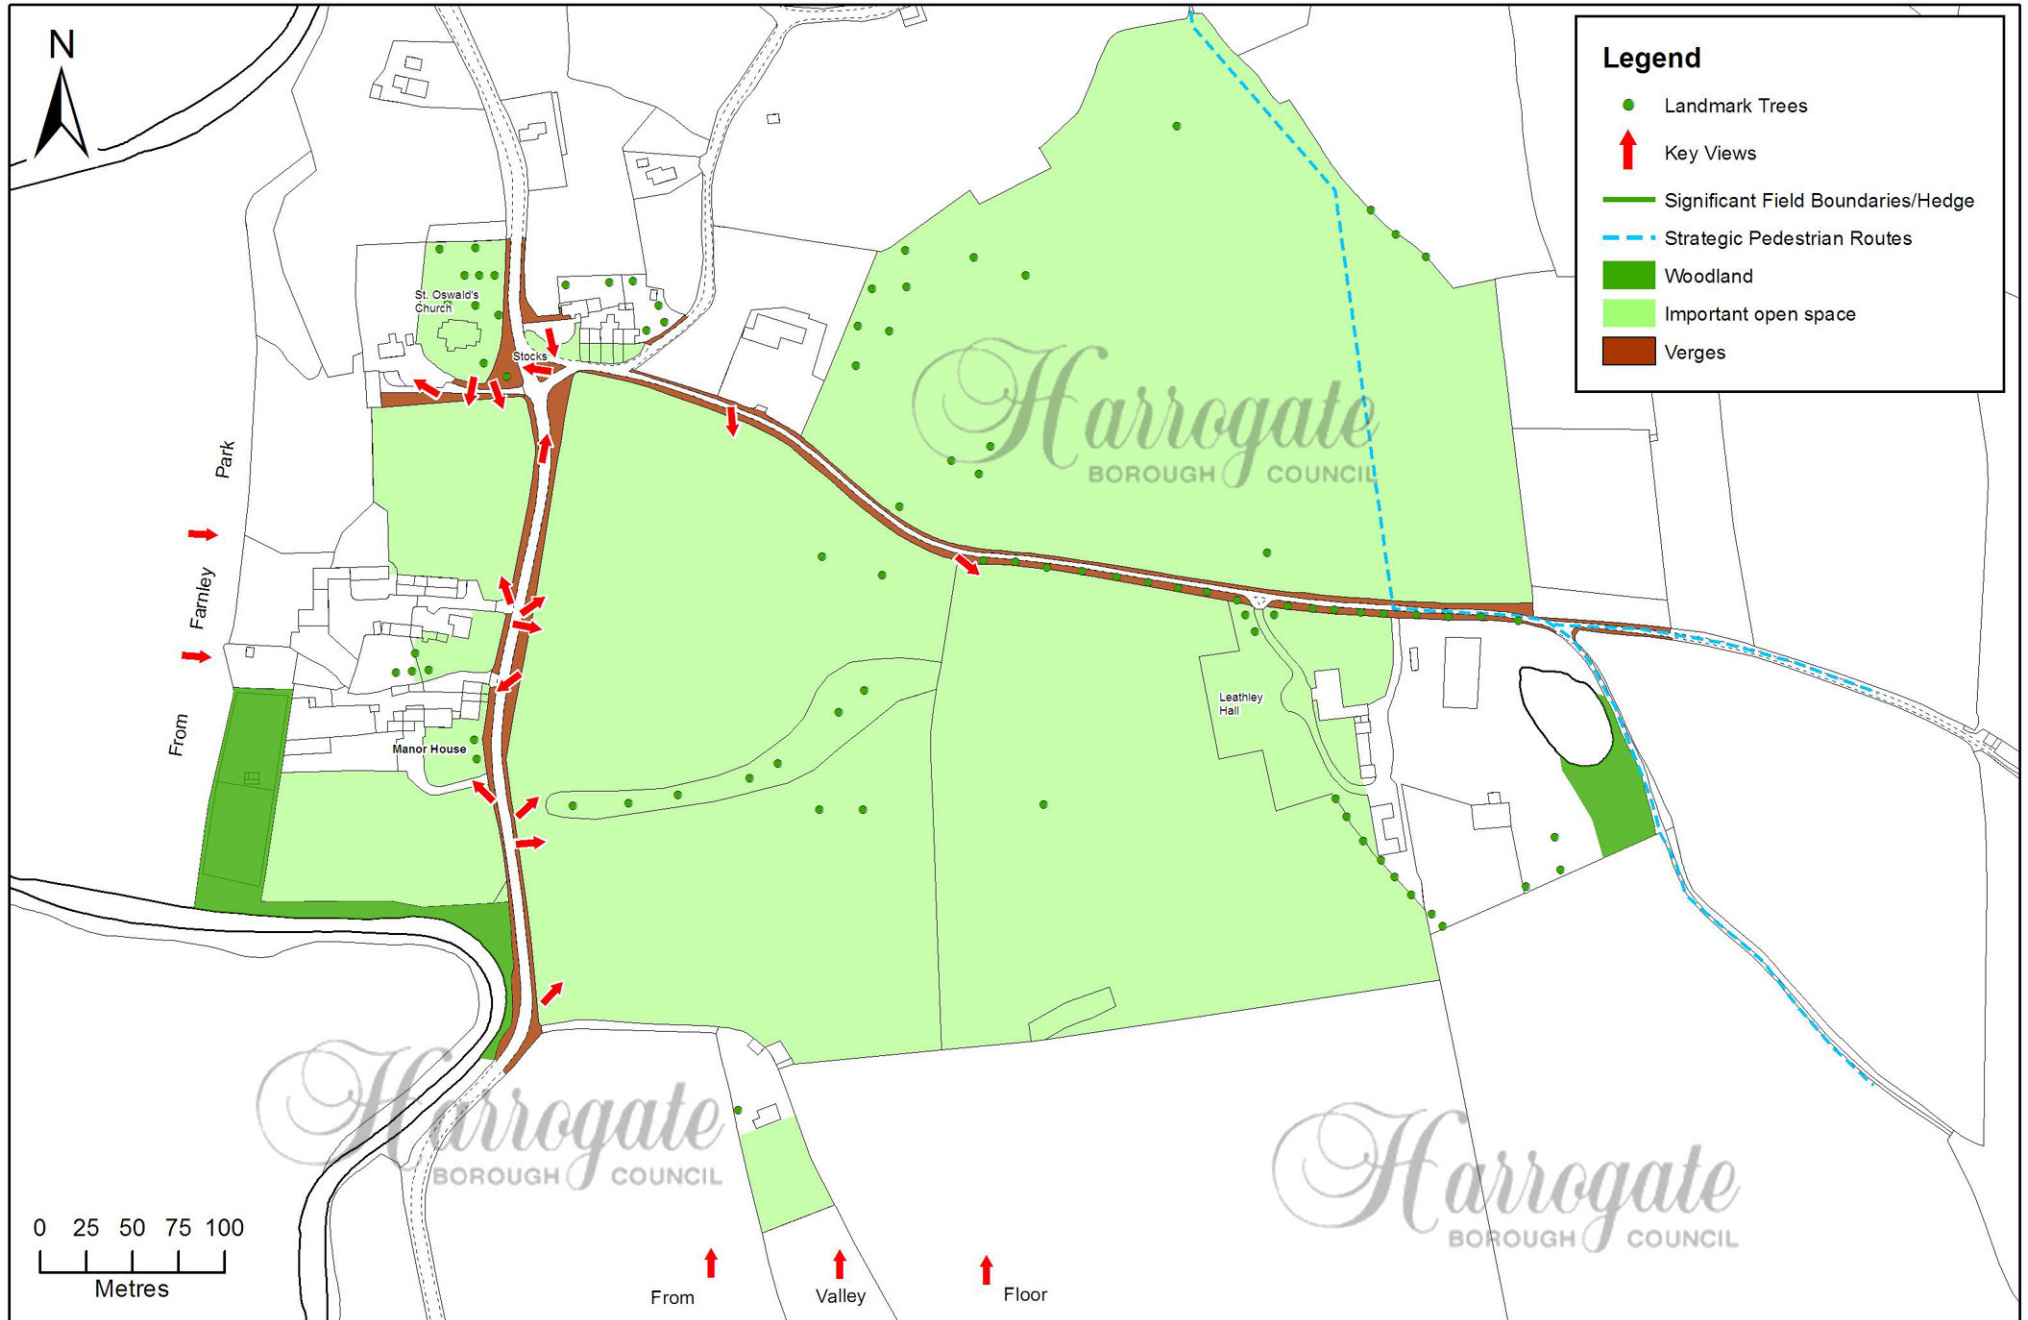 N
Legend
Landmark Trees
Key Views
Significant Field Boundaries/Hedge
Strategic Pedestrian Routes
Woodland
Important open space
Verges
St. Oswald's
Church
Stocks
Harrogate
BOROUGH COUNCIL
Park
Farnley
From
Leathley
Hall
Manor House
Harrogate
BOROUGH COUNCIL
Harrogate
BOROUGH COUNCIL
0 25 50 75 100
Metres
From Valley Floor